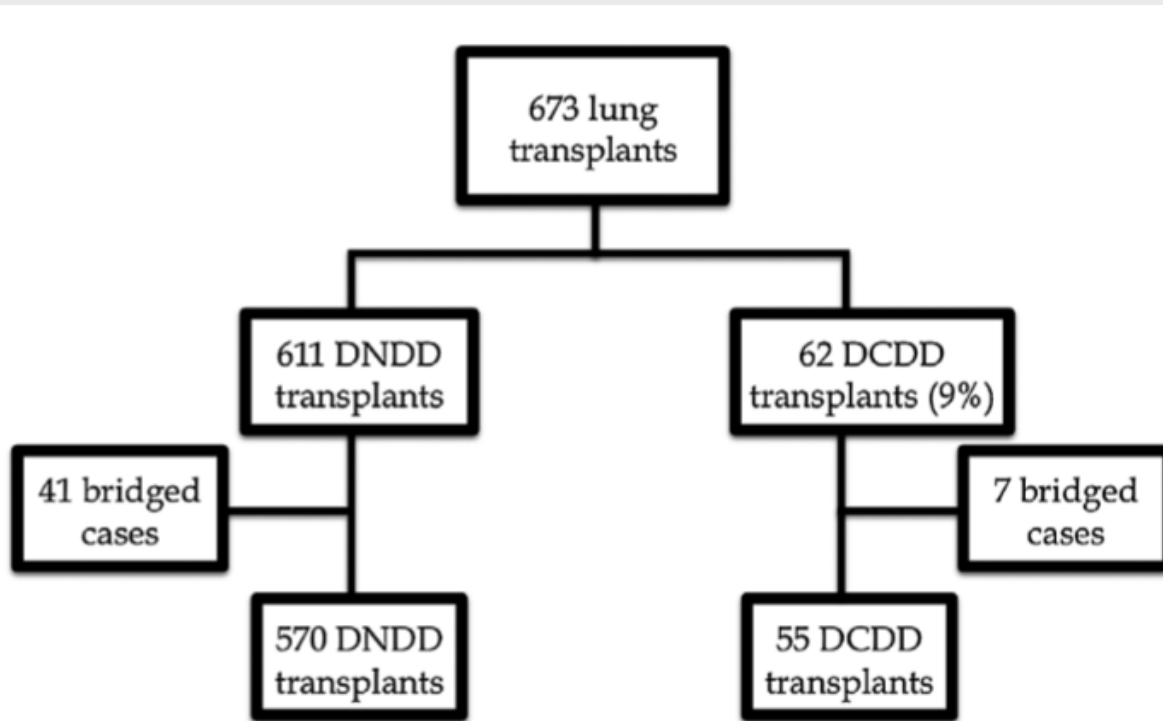 673 lung
transplants
611 DNDD
transplants
62 DCDD
transplants (9%)
41 bridged
cases
7 bridged
cases
570 DNDD
transplants
55 DCDD
transplants